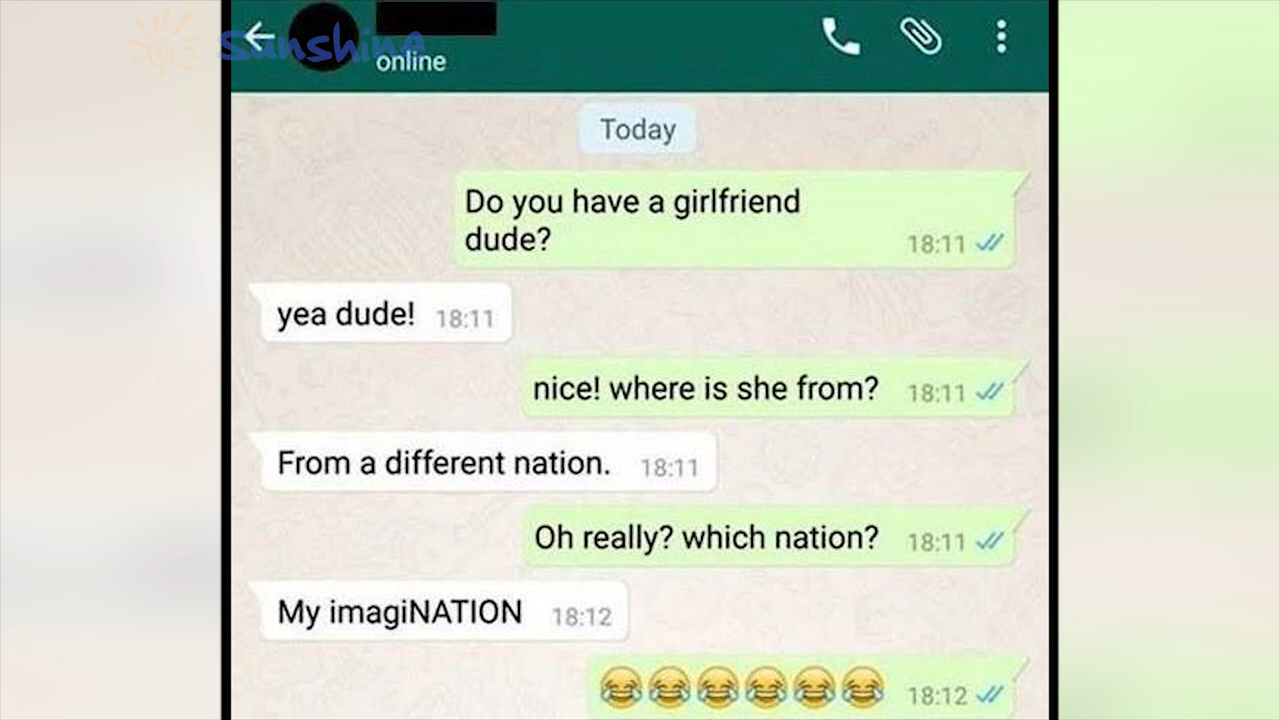 Sunshine
online
Today
Do you have a girlfriend
dude?
18:11
yea dude!
18:11
nice! where is she from?
18:11
From a different nation.
18:11
Oh really? which nation?
18:11
My imagiNATION
18:12
😂😂😂😂😂😂
18:12